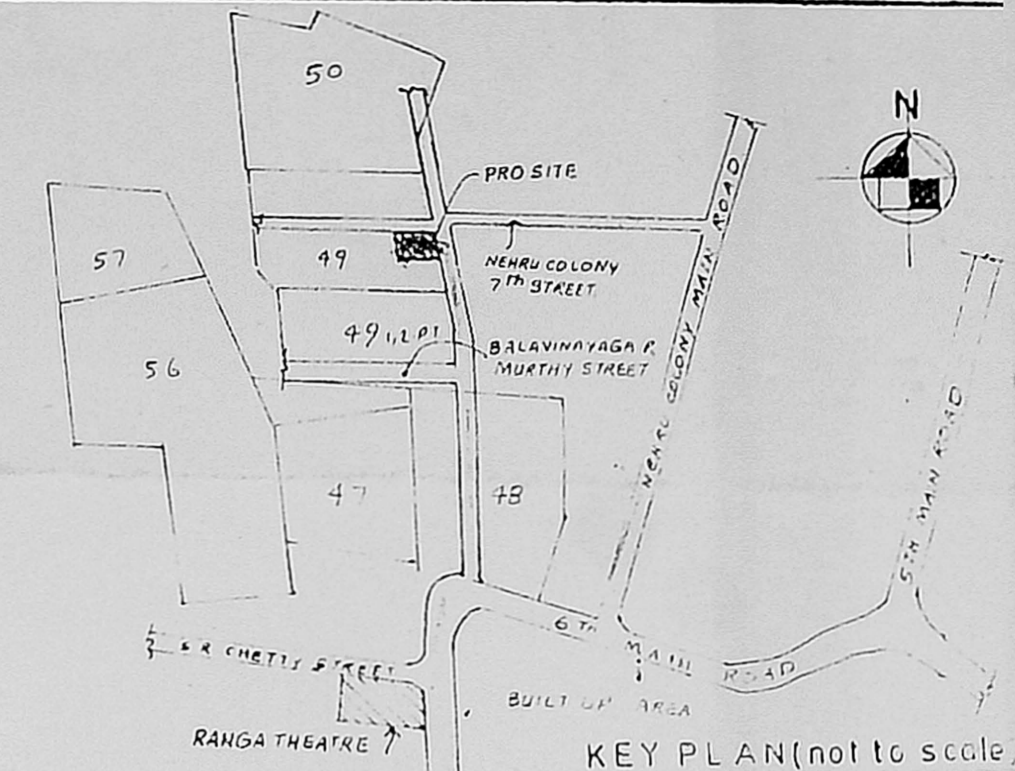 50
N
PRO SITE
57
49
NEHRU COLONY
7th STREET
NEHRU COLONY MAIN ROAD
49 1,2 PT
BALAVINAYAGA
MURTHY STREET
56
47
48
5TH MAIN ROAD
6TH MAIN ROAD
S R CHETTY STREET
BUILT UP AREA
RANGA THEATRE
KEY PLAN (not to scale